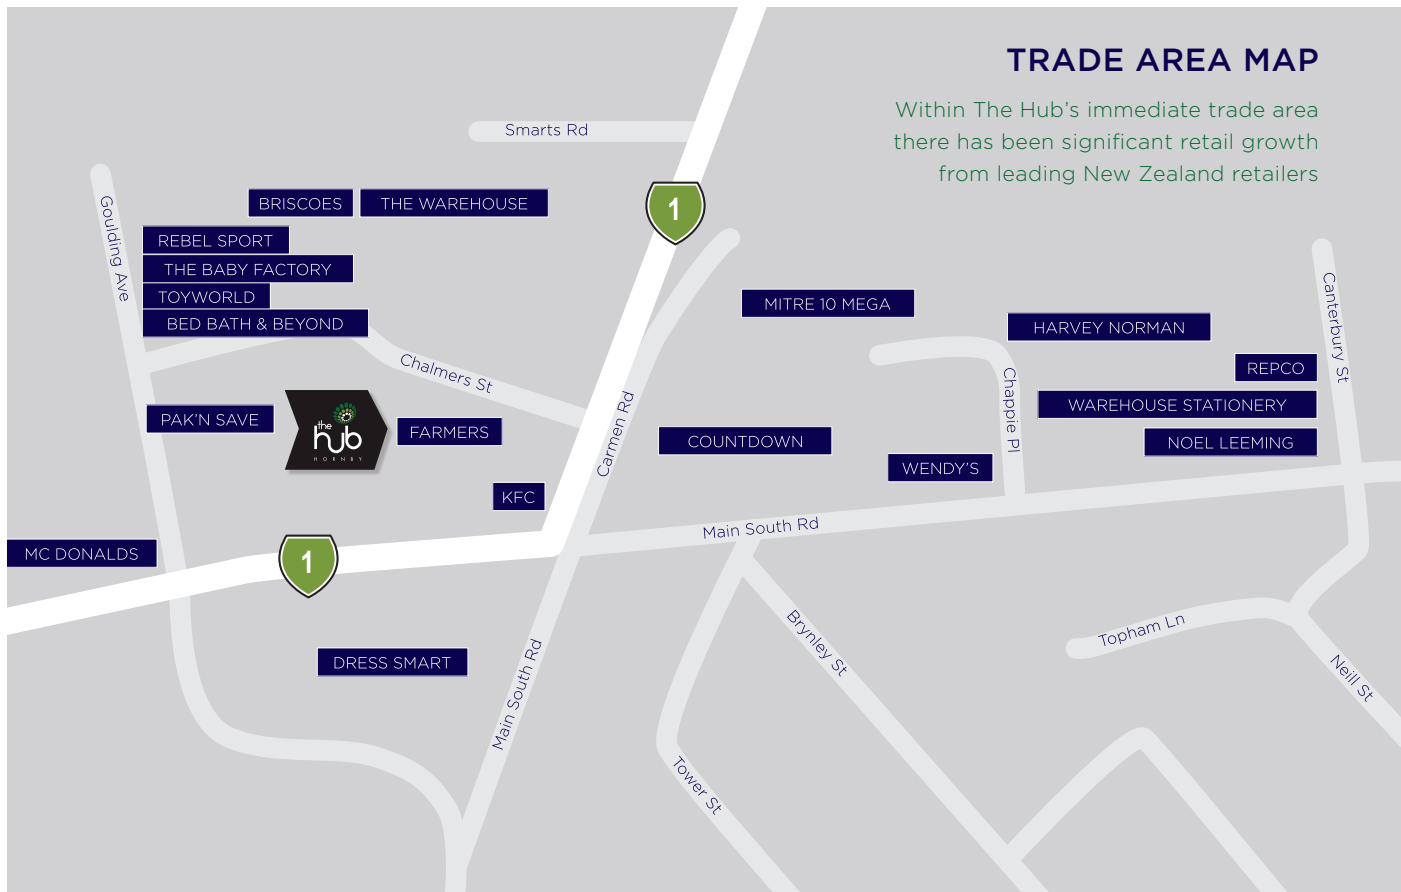 TRADE AREA MAP
Within The Hub's immediate trade area
there has been significant retail growth
from leading New Zealand retailers
Smarts Rd
1
Goulding Ave
BRISCOES
THE WAREHOUSE
REBEL SPORT
THE BABY FACTORY
TOYWORLD
BED BATH & BEYOND
Chalmers St
MITRE 10 MEGA
HARVEY NORMAN
Canterbury St
REPCO
Chappie Pl
WAREHOUSE STATIONERY
NOEL LEEMING
PAK'N SAVE
the
hub
HORNBY
FARMERS
Carmen Rd
COUNTDOWN
WENDY'S
KFC
Main South Rd
MC DONALDS
1
DRESS SMART
Main South Rd
Brynley St
Topham Ln
Neill St
Tower St